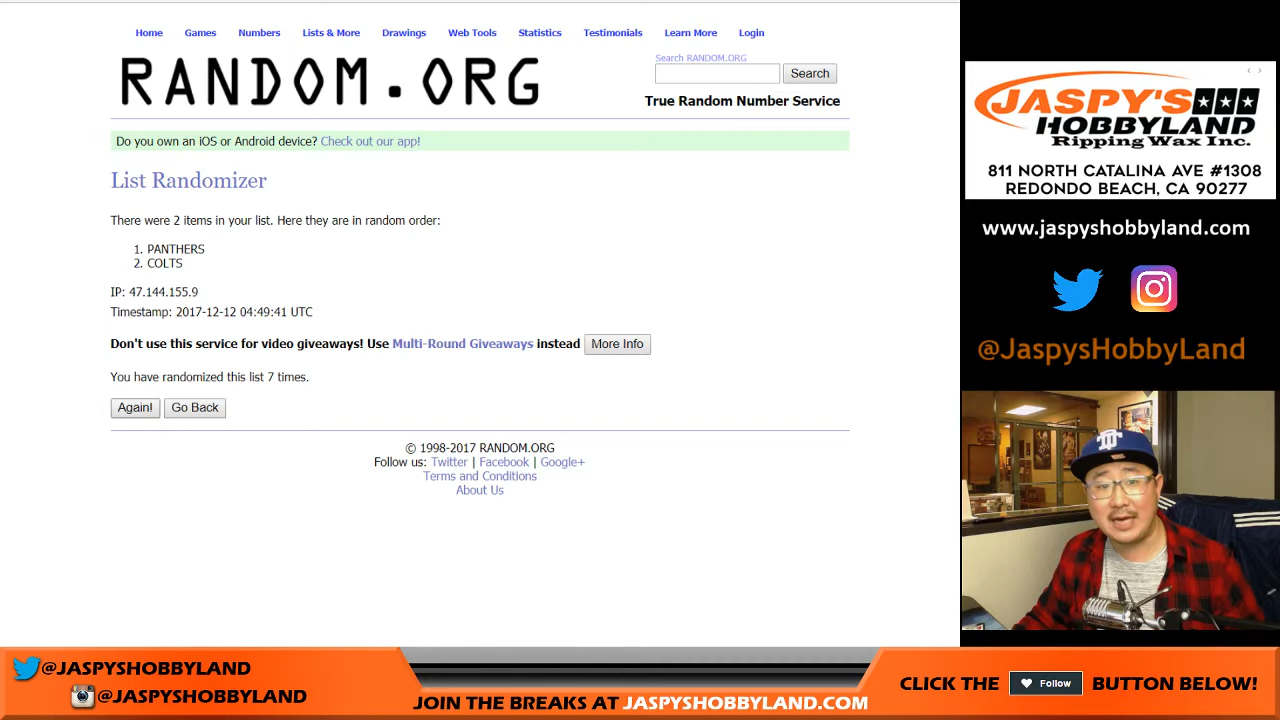 Home Games Numbers Lists & More Drawings Web Tools Statistics Testimonials Learn More Login
RANDOM.ORG
Search RANDOM.ORG
Search
True Random Number Service
Do you own an iOS or Android device? Check out our app!
List Randomizer
There were 2 items in your list. Here they are in random order:
1. PANTHERS
2. COLTS
IP: 47.144.155.9
Timestamp: 2017-12-12 04:49:41 UTC
Don't use this service for video giveaways! Use Multi-Round Giveaways instead More Info
You have randomized this list 7 times.
Again! Go Back
© 1998-2017 RANDOM.ORG
Follow us: Twitter | Facebook | Google+
Terms and Conditions
About Us
JASPY'S
HOBBYLAND
Ripping Wax Inc.
811 NORTH CATALINA AVE #1308
REDONDO BEACH, CA 90277
www.jaspyshobbyland.com
@JaspysHobbyLand
@JASPYSHOBBYLAND
@JASPYSHOBBYLAND
JOIN THE BREAKS AT JASPYSHOBBYLAND.COM
CLICK THE Follow BUTTON BELOW!